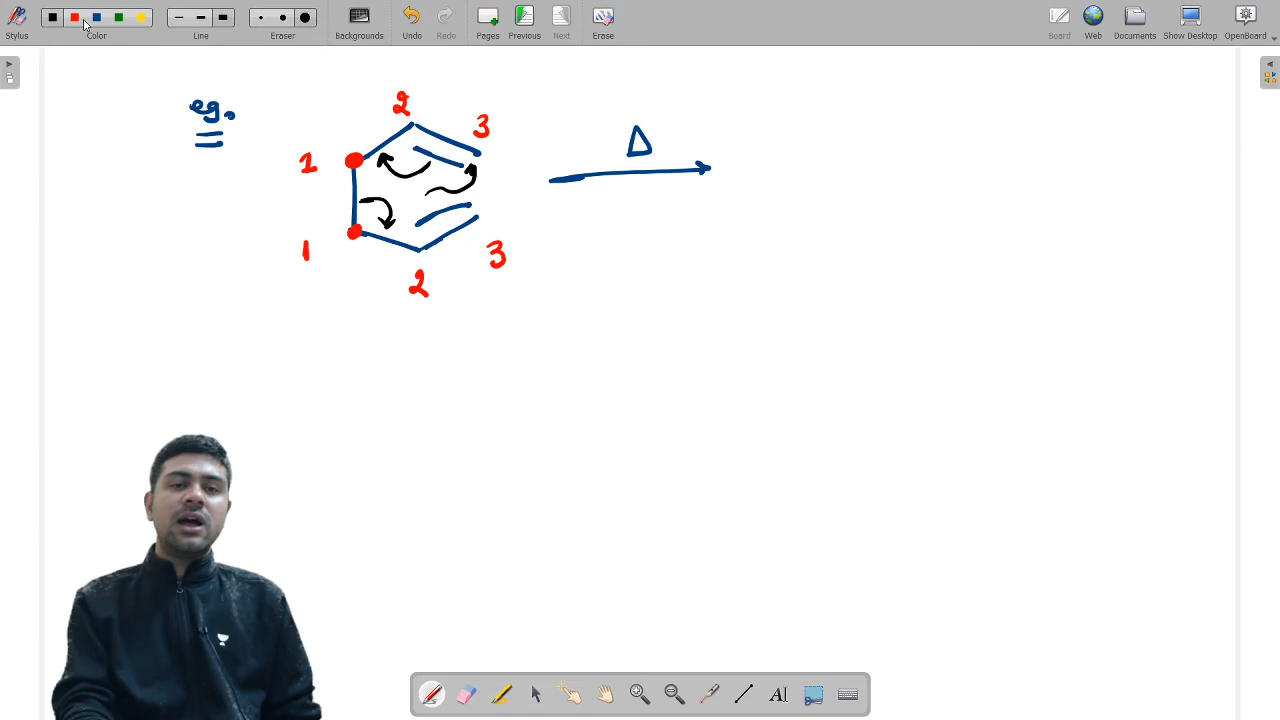 Stylus
Color
Line
Eraser
Backgrounds
Undo
Redo
Pages
Previous
Next
Erase
Board
Web
Documents
Show Desktop
OpenBoard
eg.
2
3
1
Δ
1
3
2
AI